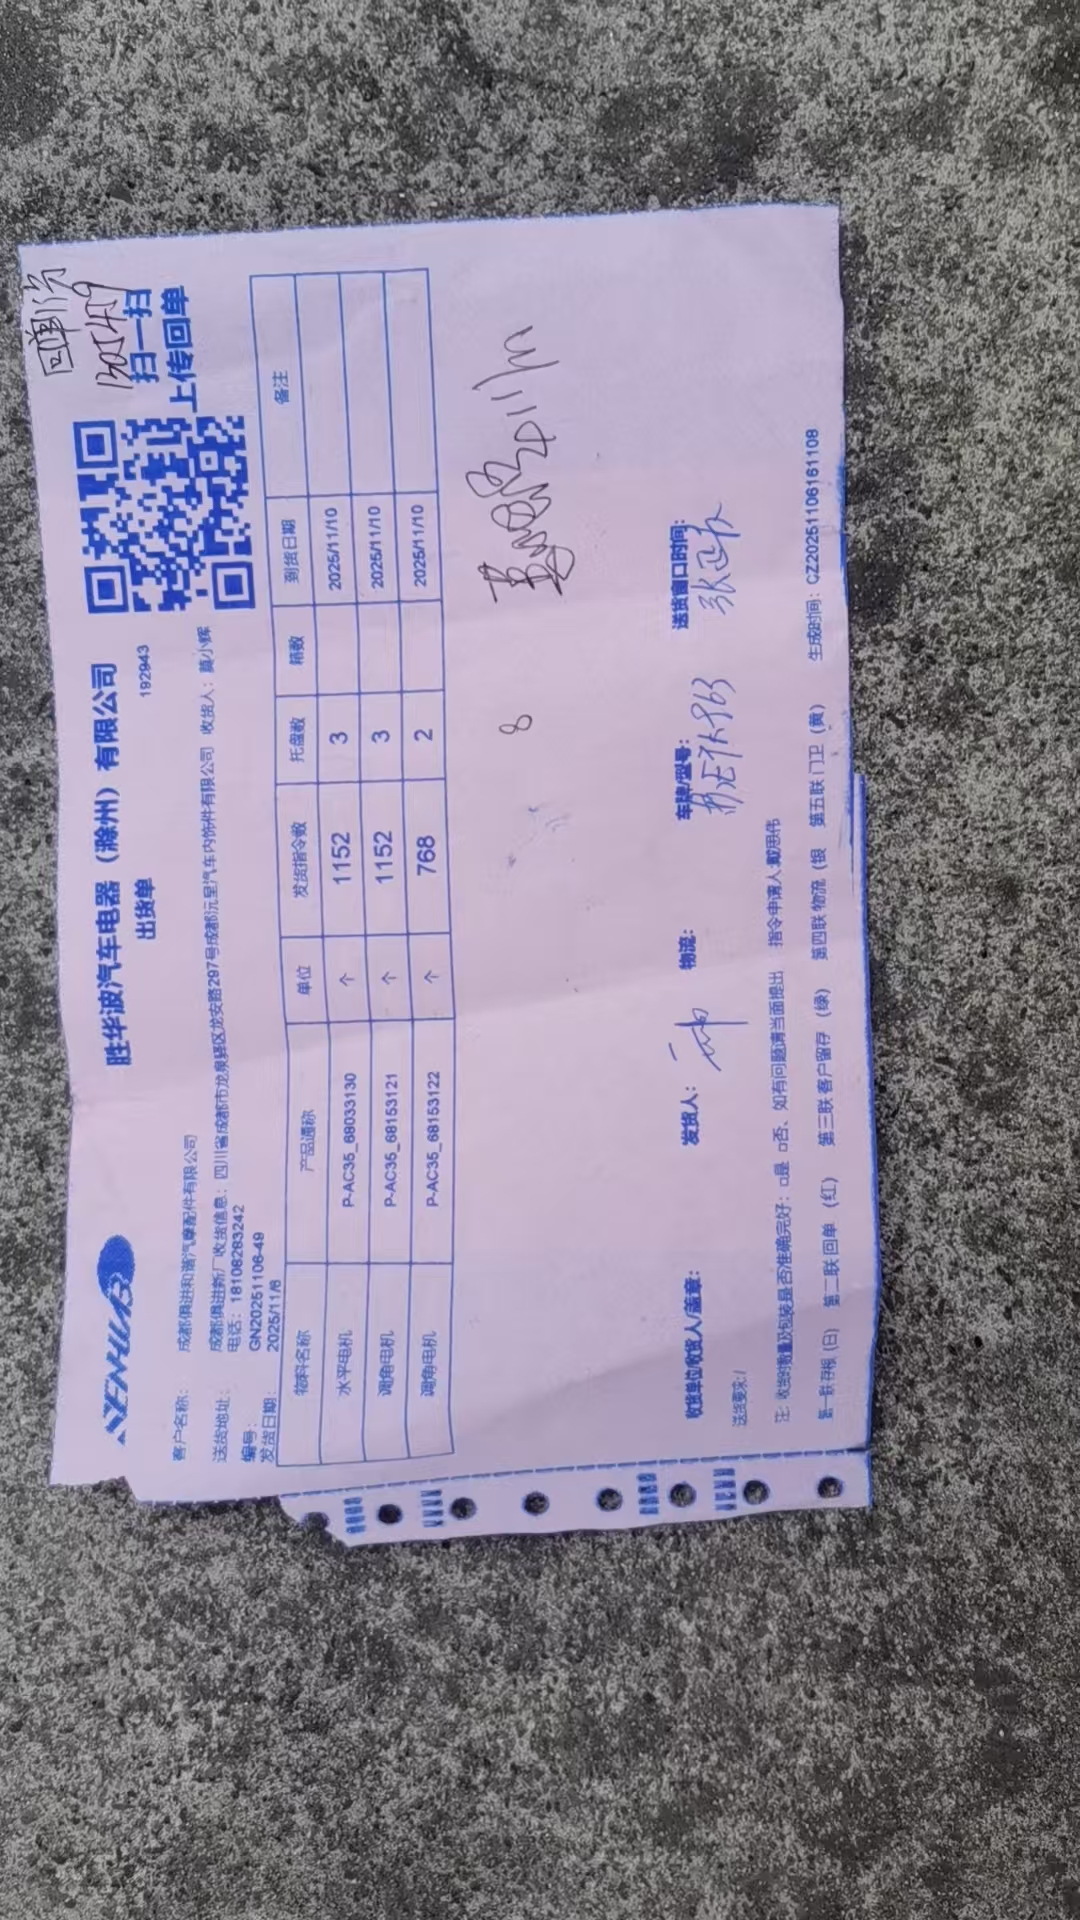 胜华波汽车电器（滁州）有限公司
出货单
192943
扫一扫
上传回单
SENHUAB
客户名称： 成都俱进和谐汽摩配件有限公司
送货地址： 成都俱进新厂收货信息：四川省成都市龙泉驿区龙安路297号成都沅呈汽车内饰件有限公司 收货人：莫小辉
电话：18108283242
编号： GN20251106-49
发货日期： 2025/11/6
物料名称 产品通称 单位 发货指令数 托盘数 箱数 到货日期 备注
水平电机 P-AC35_68033130 个 1152 3 2025/11/10
调角电机 P-AC35_68153121 个 1152 3 2025/11/10
调角电机 P-AC35_68153122 个 768 2 2025/11/10
8
收货单位/收货人/盖章： 发货人： 物流： 车牌/型号： 送货窗口时间：
送货要求：/
注：收货时数量及包装是否准确完好：□是 □否、如有问题请当面提出 指令申请人:戴思伟
第一联 存根（日） 第二联 回单（红） 第三联 客户留存（绿） 第四联 物流（银 第五联 门卫（黄） 生成时间：CZ20251106161108